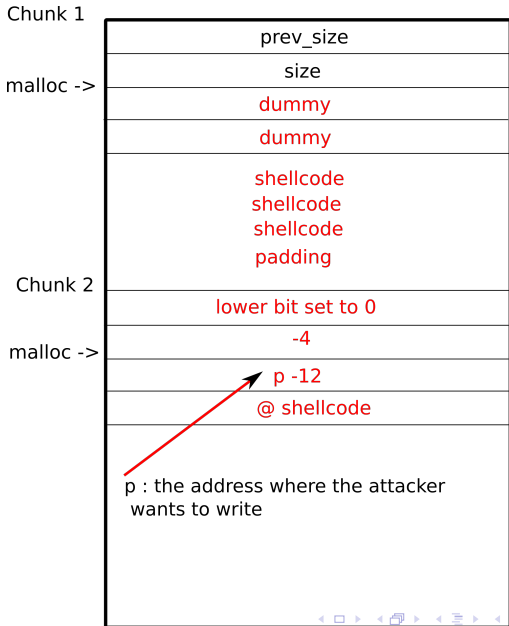 Chunk 1
prev_size
size
malloc ->
dummy
dummy
shellcode
shellcode
shellcode
padding
Chunk 2
lower bit set to 0
-4
malloc ->
p -12
@ shellcode
p : the address where the attacker
wants to write